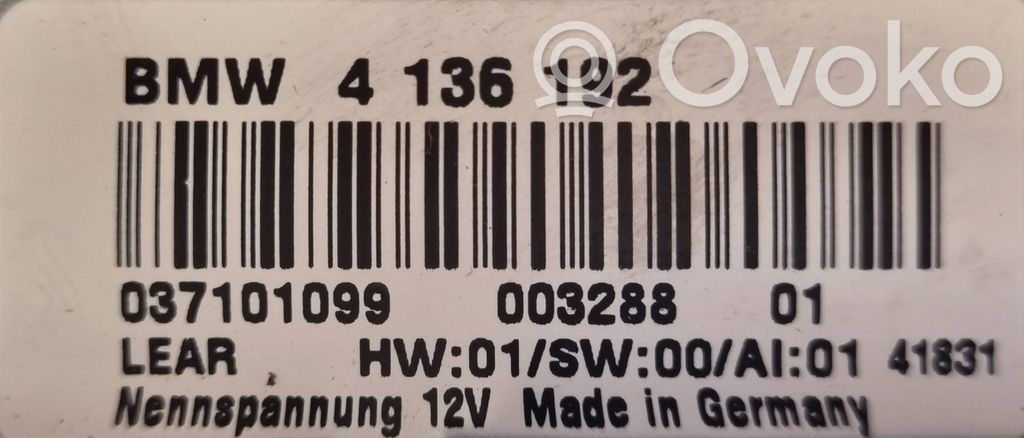 Ovoko
BMW 4 136 192
037101099 003288 01
LEAR HW:01/SW:00/AI:01 41831
Nennspannung 12V Made in Germany